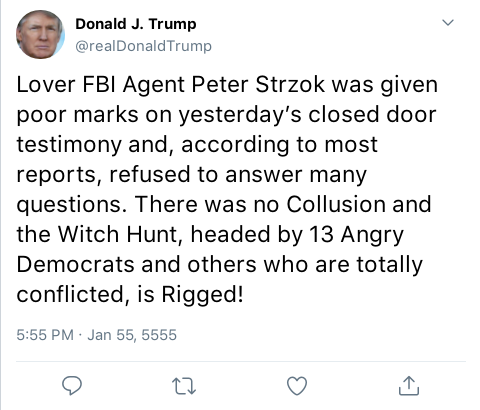 Donald J. Trump
@realDonaldTrump
Lover FBI Agent Peter Strzok was given
poor marks on yesterday’s closed door
testimony and, according to most
reports, refused to answer many
questions. There was no Collusion and
the Witch Hunt, headed by 13 Angry
Democrats and others who are totally
conflicted, is Rigged!
5:55 PM · Jan 55, 5555